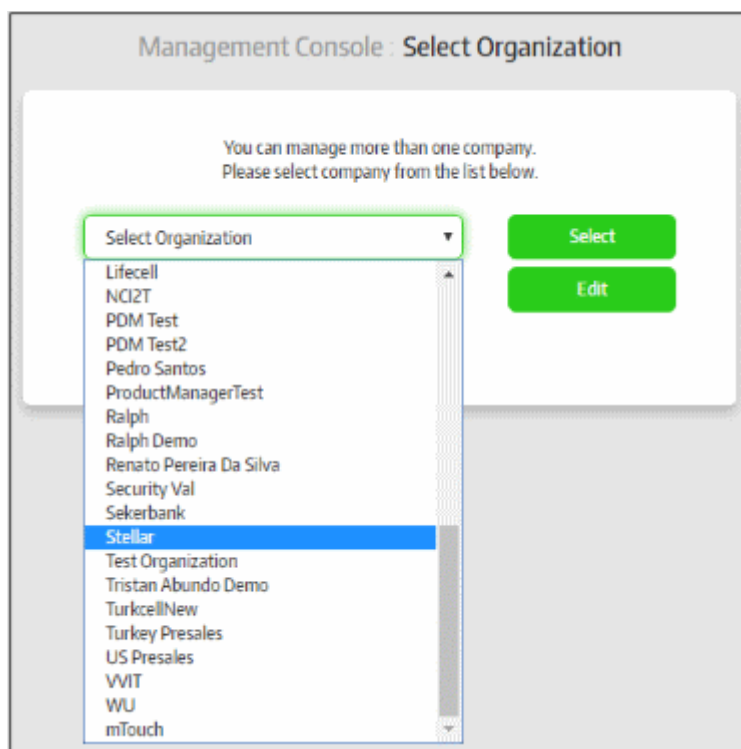 Management Console : Select Organization
You can manage more than one company.
Please select company from the list below.
Select Organization
Select
Edit
Lifecell
NCI2T
PDM Test
PDM Test2
Pedro Santos
ProductManagerTest
Ralph
Ralph Demo
Renato Pereira Da Silva
Security Val
Sekerbank
Stellar
Test Organization
Tristan Abundo Demo
TurkcellNew
Turkey Presales
US Presales
VVIT
WU
mTouch